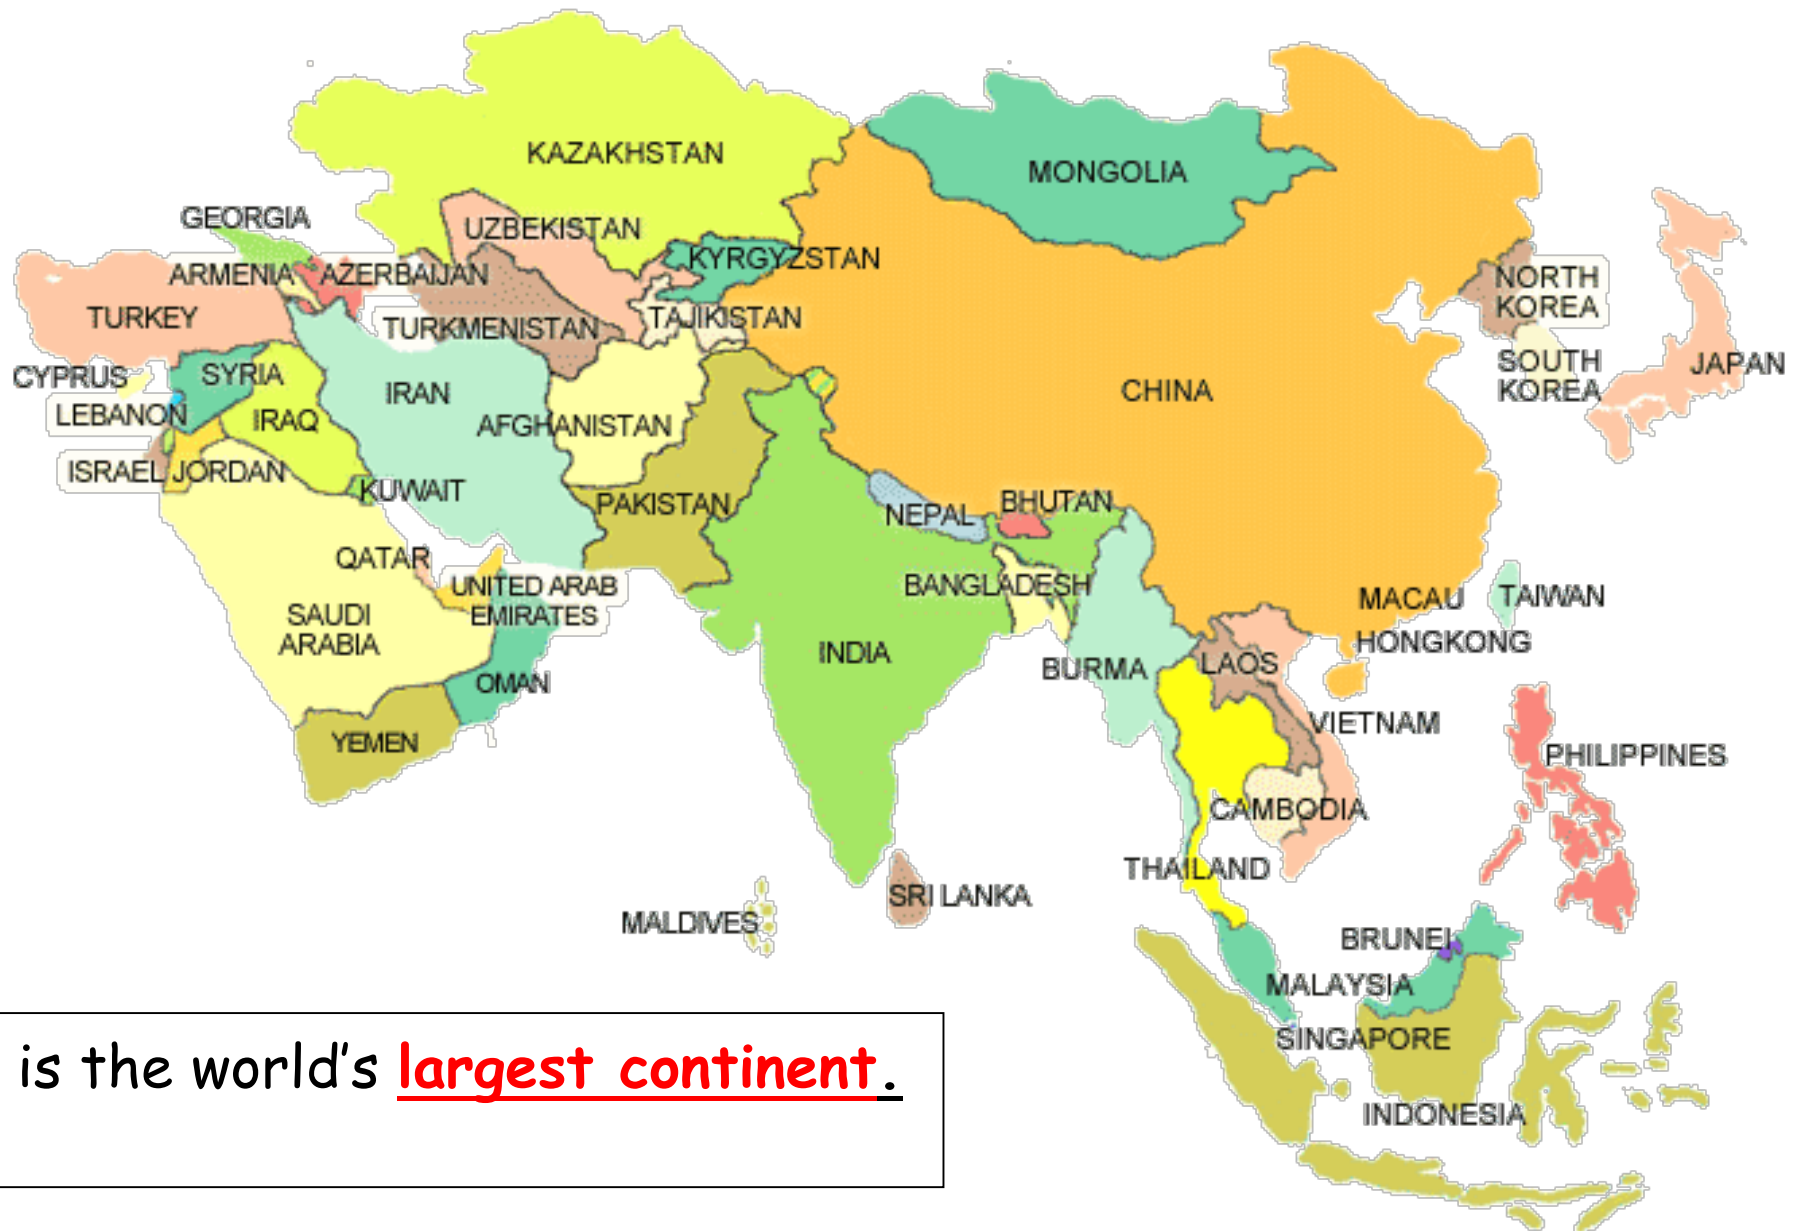 KAZAKHSTAN
MONGOLIA
GEORGIA
UZBEKISTAN
KYRGYZSTAN
ARMENIA
AZERBAIJAN
NORTH
KOREA
TURKEY
TURKMENISTAN
TAJIKISTAN
SOUTH
KOREA
JAPAN
CYPRUS
SYRIA
IRAN
CHINA
LEBANON
IRAQ
AFGHANISTAN
ISRAEL
JORDAN
KUWAIT
PAKISTAN
NEPAL
BHUTAN
QATAR
UNITED ARAB
EMIRATES
BANGLADESH
MACAU
TAIWAN
SAUDI
ARABIA
INDIA
HONGKONG
BURMA
LAOS
OMAN
VIETNAM
YEMEN
PHILIPPINES
CAMBODIA
THAILAND
SRI LANKA
MALDIVES
BRUNEI
MALAYSIA
SINGAPORE
INDONESIA
is the world's largest continent.